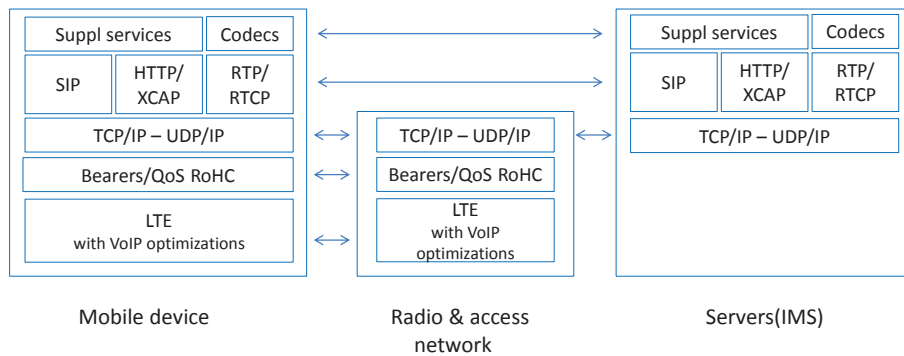 Suppl services
Codecs
SIP
HTTP/
XCAP
RTP/
RTCP
TCP/IP – UDP/IP
Bearers/QoS RoHC
LTE
with VoIP optimizations
Mobile device
TCP/IP – UDP/IP
Bearers/QoS RoHC
LTE
with VoIP
optimizations
Radio & access
network
Suppl services
Codecs
SIP
HTTP/
XCAP
RTP/
RTCP
TCP/IP – UDP/IP
Servers(IMS)